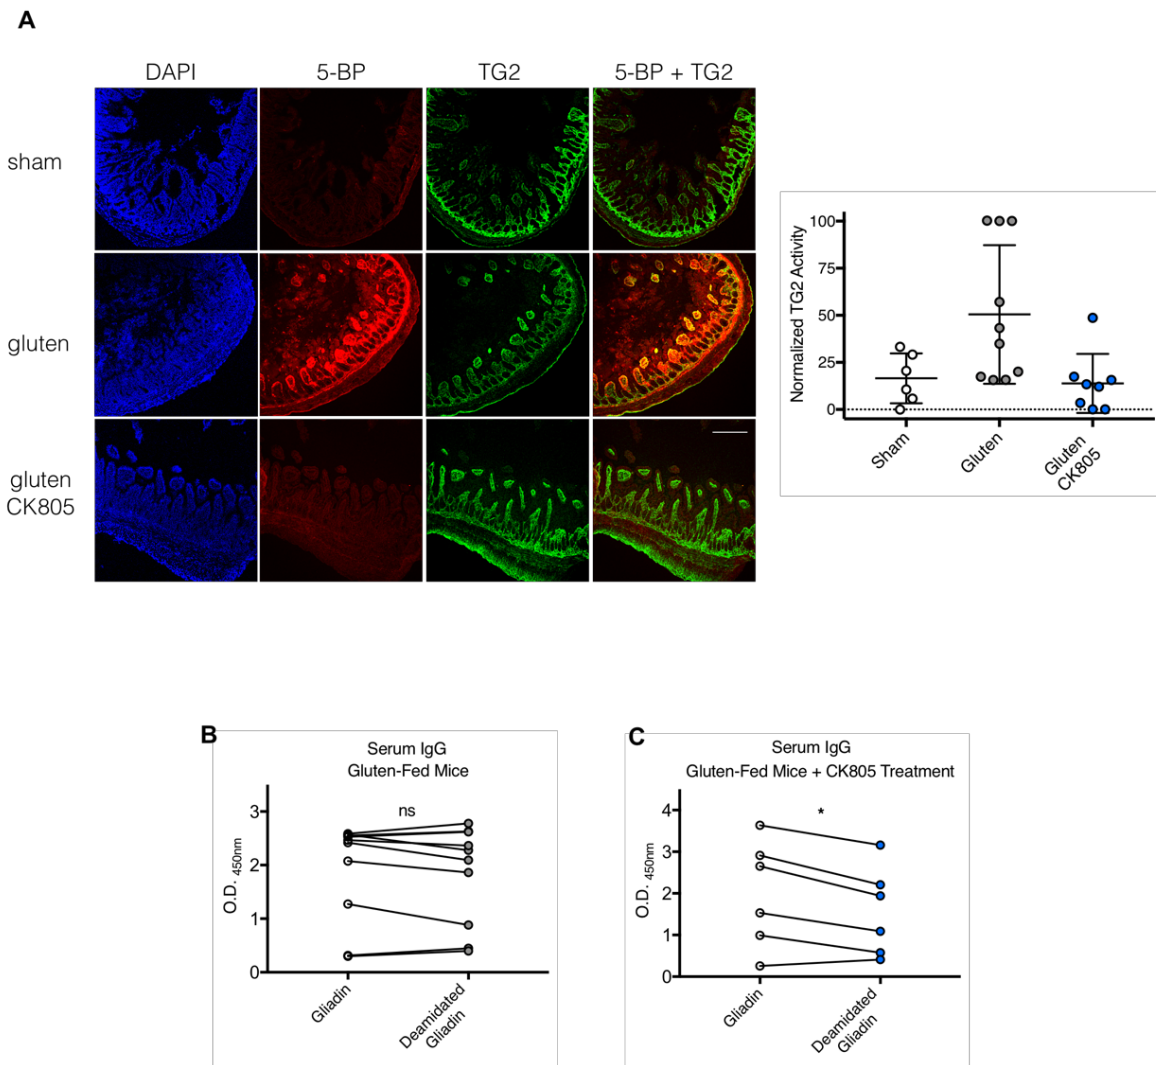 A
DAPI
5-BP
TG2
5-BP + TG2
sham
gluten
gluten
CK805
Normalized TG2 Activity
100
75
50
25
0
Sham
Gluten
Gluten
CK805
B
Serum IgG
Gluten-Fed Mice
ns
O.D. 450nm
3
2
1
0
Gliadin
Deamidated
Gliadin
C
Serum IgG
Gluten-Fed Mice + CK805 Treatment
*
O.D. 450nm
4
3
2
1
0
Gliadin
Deamidated
Gliadin